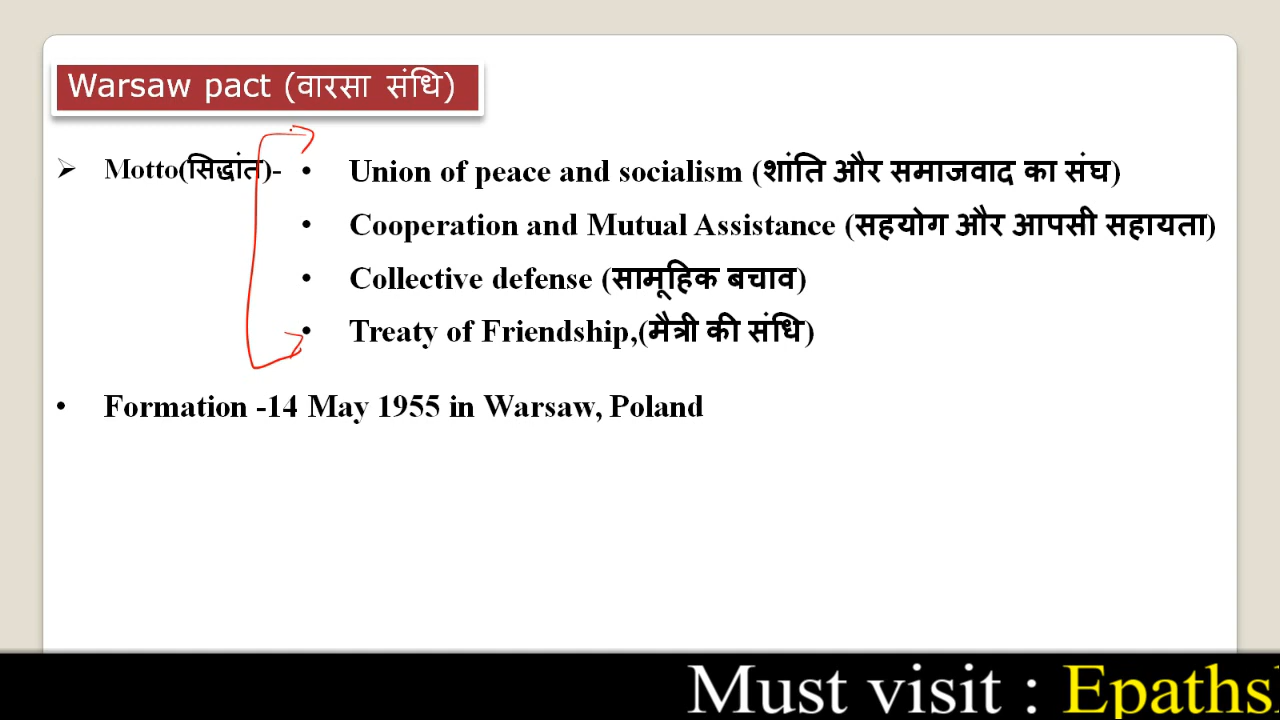 Warsaw pact (वारसा संधि)
➢ Motto(सिद्धांत)- • Union of peace and socialism (शांति और समाजवाद का संघ)
• Cooperation and Mutual Assistance (सहयोग और आपसी सहायता)
• Collective defense (सामूहिक बचाव)
• Treaty of Friendship,(मैत्री की संधि)
• Formation -14 May 1955 in Warsaw, Poland
Must visit :